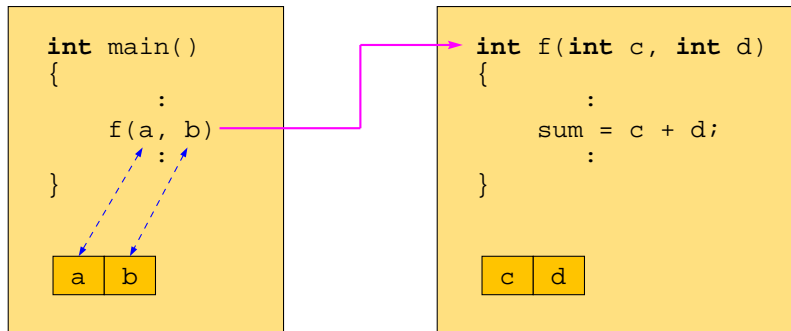 int main()
{
:
f(a, b)
:
}
a b
int f(int c, int d)
{
:
sum = c + d;
:
}
c d